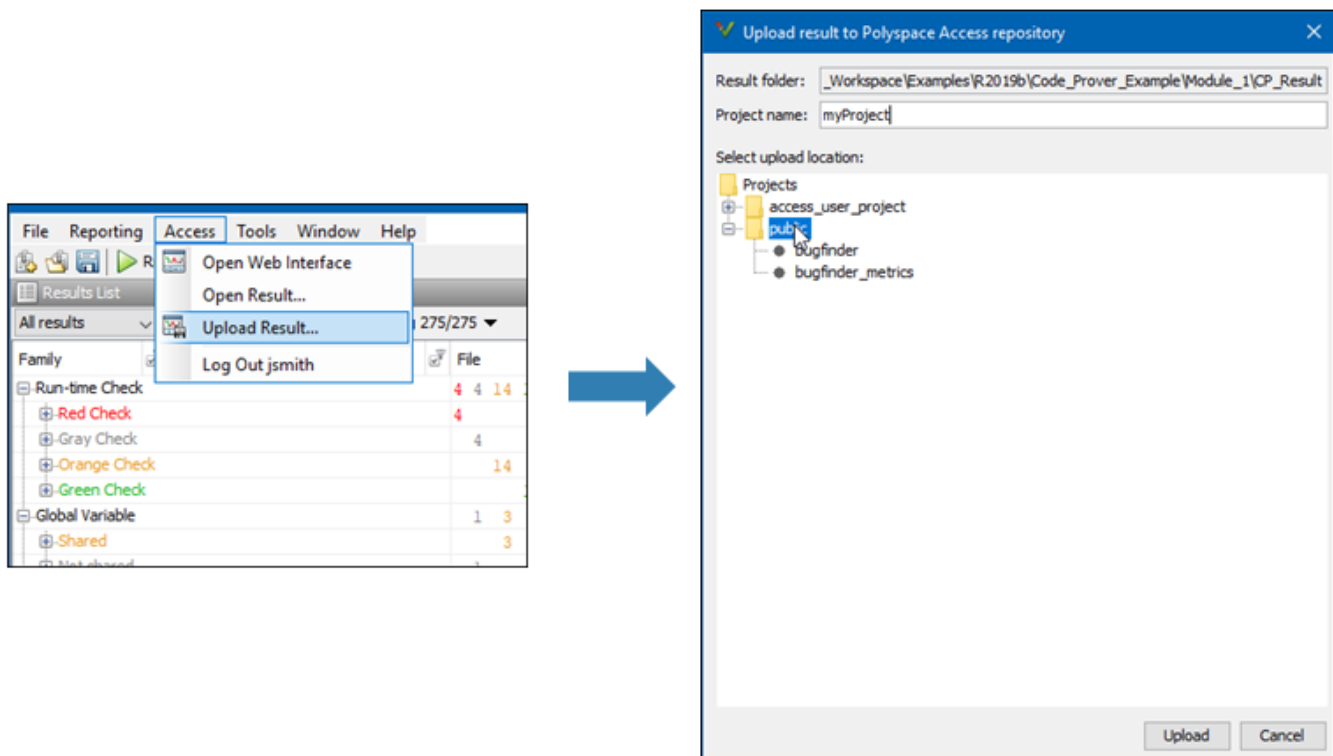 File Reporting Access Tools Window Help
Open Web Interface
Results List
Open Result...
All results
Upload Result...
275/275
Log Out jsmith
Family
File
Run-time Check
4 4 14
Red Check
4
Gray Check
4
Orange Check
14
Green Check
Global Variable
1 3
Shared
3
Not shared
Upload result to Polyspace Access repository
Result folder: _Workspace\Examples\R2019b\Code_Prover_Example\Module_1\CP_Result
Project name: myProject
Select upload location:
Projects
access_user_project
public
bugfinder
bugfinder_metrics
Upload Cancel